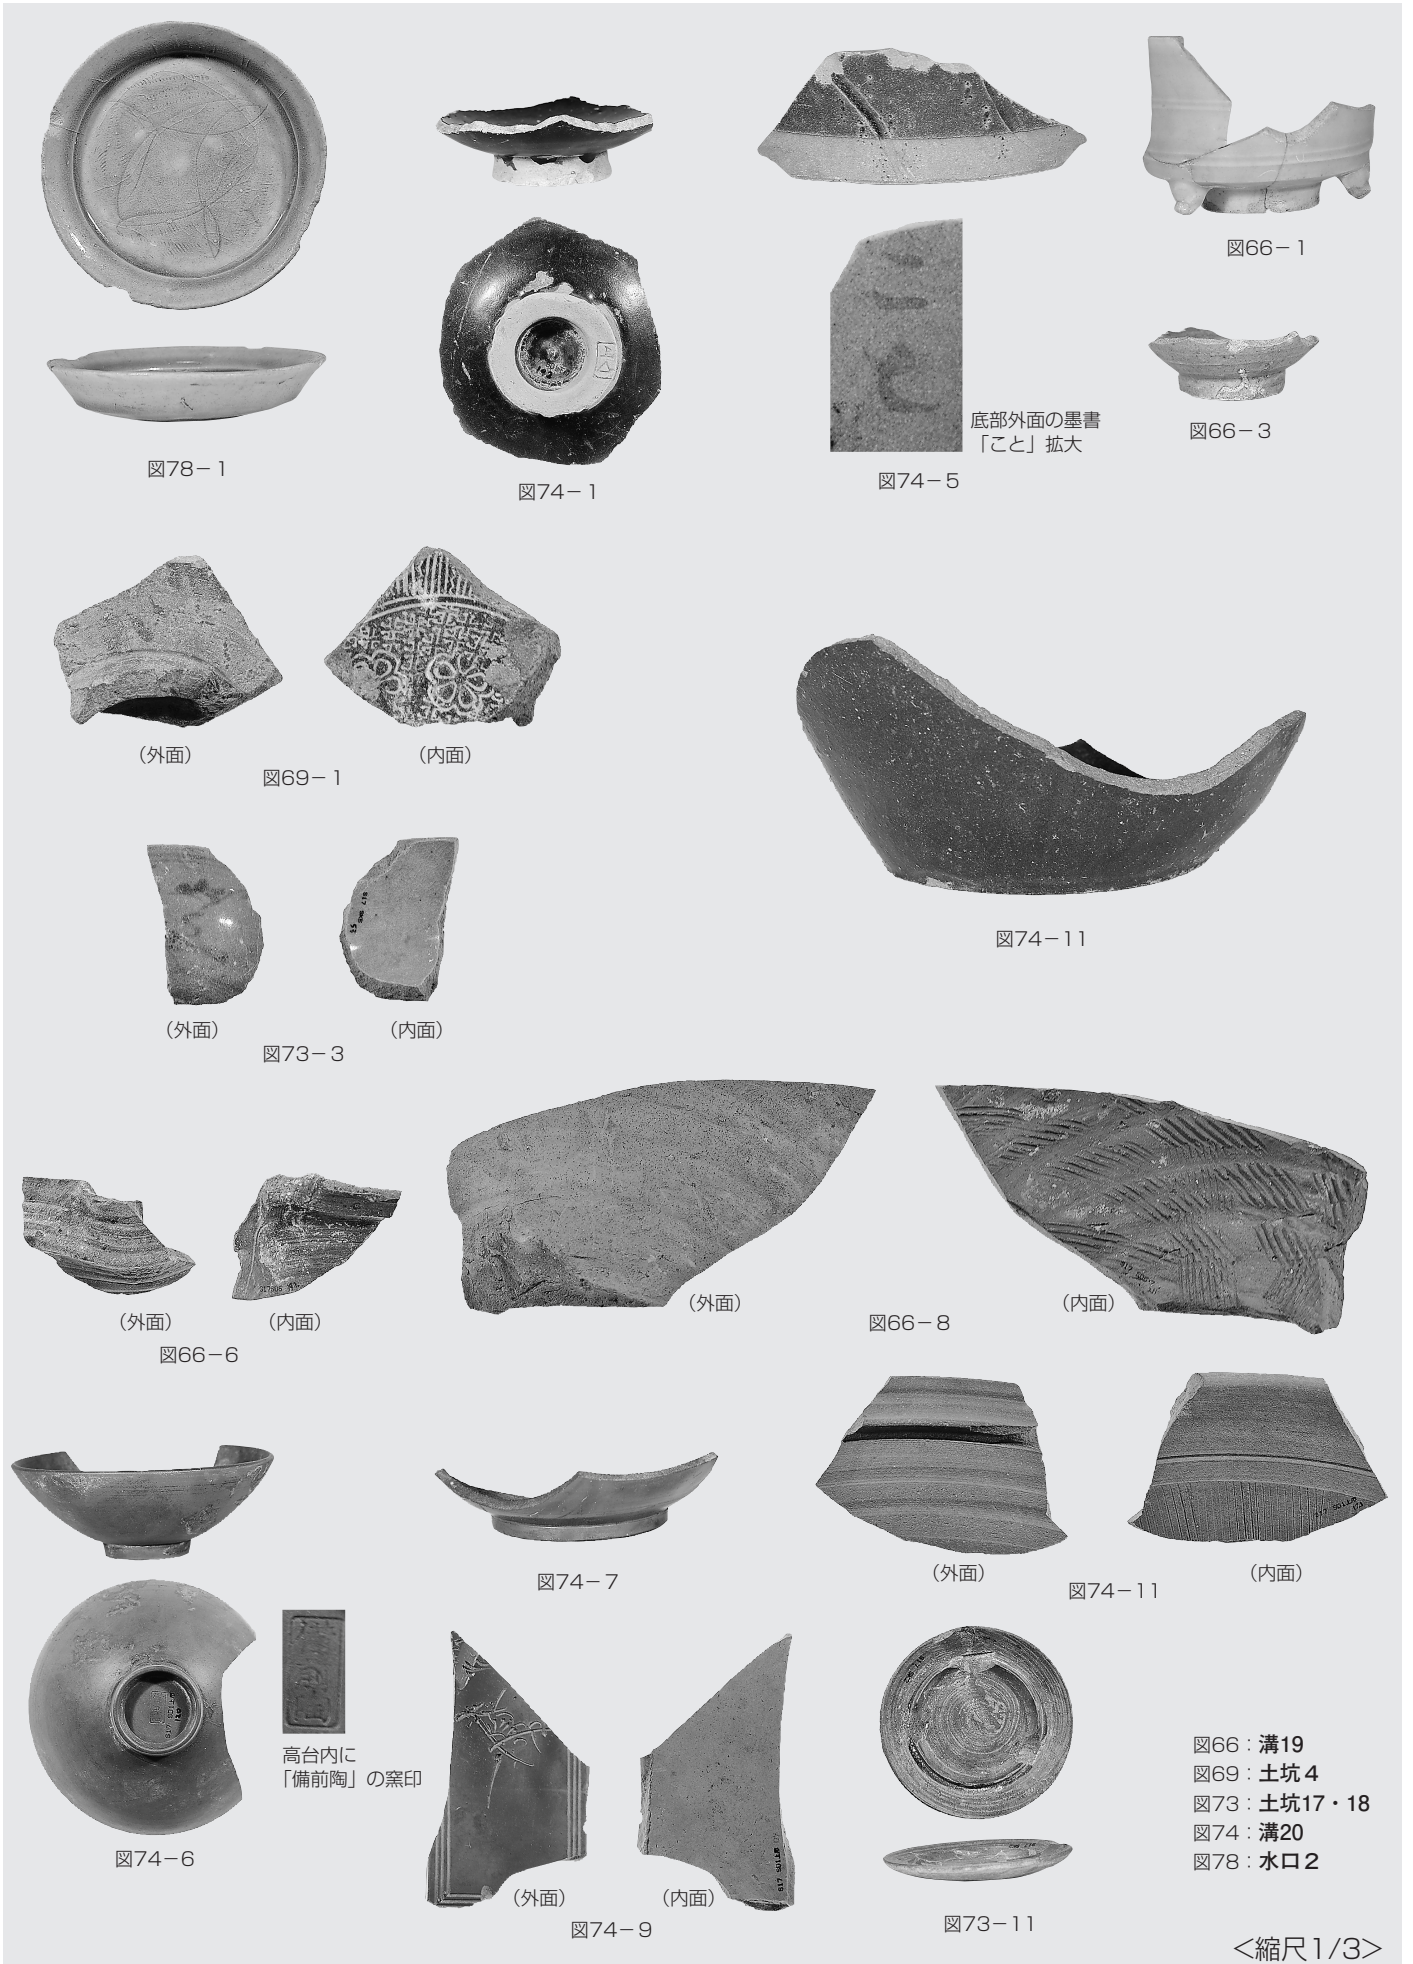 図78-1
図74-1
底部外面の墨書
「こと」拡大
図74-5
図66-1
図66-3
(外面)
(内面)
図69-1
図74-11
(外面)
(内面)
図73-3
(外面)
(内面)
図66-6
(外面)
図66-8
(内面)
図74-7
(外面)
図74-11
(内面)
高台内に
「備前陶」の窯印
図74-6
(外面)
(内面)
図74-9
図73-11
図66：溝19
図69：土坑4
図73：土坑17・18
図74：溝20
図78：水口2
<縮尺1/3>